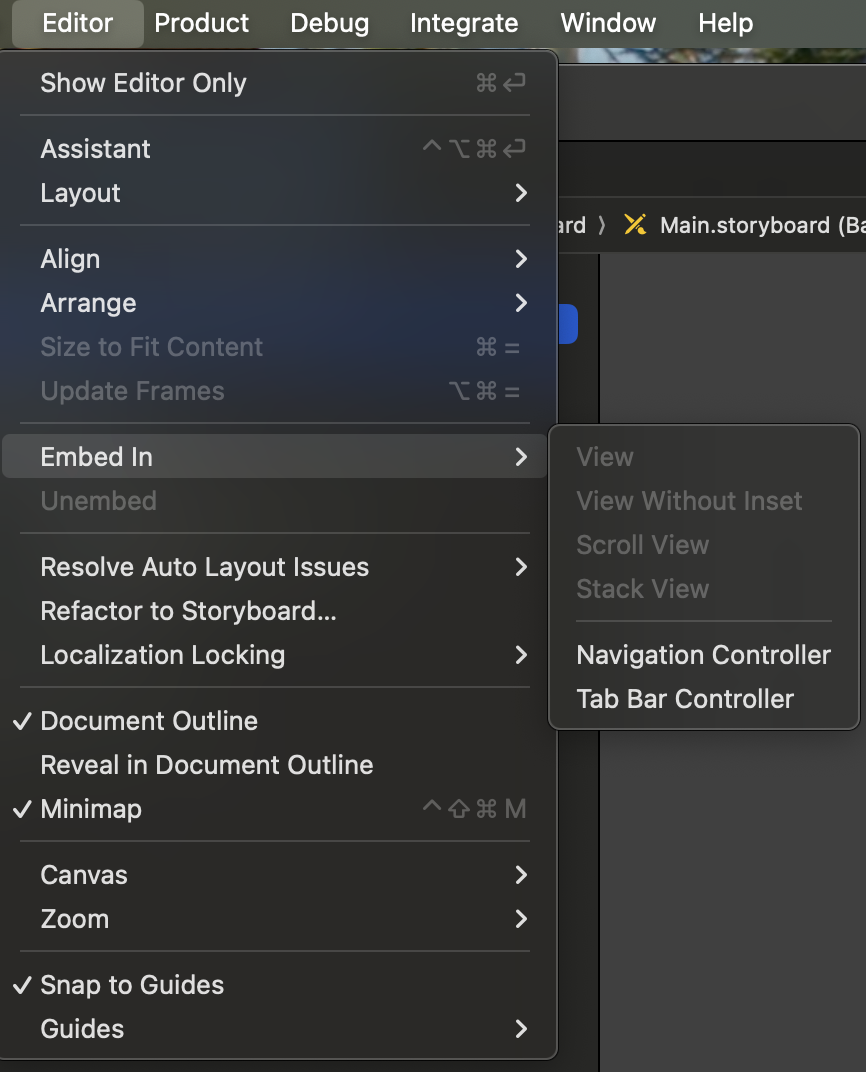 Editor Product Debug Integrate Window Help
Show Editor Only ⌘↩
Assistant ^⌥⌘↩
Layout
ard ⟩ Main.storyboard (Ba
Align
Arrange
Size to Fit Content ⌘=
Update Frames ⌥⌘=
Embed In
Unembed
View
View Without Inset
Scroll View
Stack View
Navigation Controller
Tab Bar Controller
Resolve Auto Layout Issues
Refactor to Storyboard...
Localization Locking
✓ Document Outline
Reveal in Document Outline
✓ Minimap ^⇧⌘M
Canvas
Zoom
✓ Snap to Guides
Guides